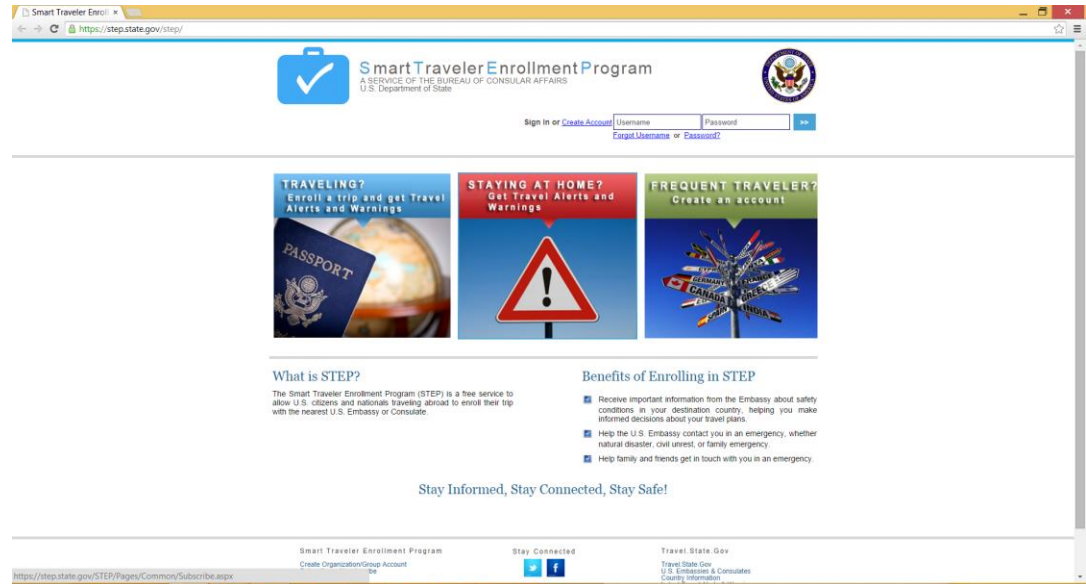 Smart Traveler Enroll
https://step.state.gov/step/
Smart Traveler Enrollment Program
A SERVICE OF THE BUREAU OF CONSULAR AFFAIRS
U.S. Department of State
Sign In or Create Account Username Password >>
Forgot Username or Password?
TRAVELING?
Enroll a trip and get Travel
Alerts and Warnings
PASSPORT
STAYING AT HOME?
Get Travel Alerts and
Warnings
FREQUENT TRAVELER?
Create an account
GERMANY
CANADA
GREECE
SPAIN
INDIA
What is STEP?
The Smart Traveler Enrollment Program (STEP) is a free service to
allow U.S. citizens and nationals traveling abroad to enroll their trip
with the nearest U.S. Embassy or Consulate.
Benefits of Enrolling in STEP
Receive important information from the Embassy about safety
conditions in your destination country, helping you make
informed decisions about your travel plans.
Help the U.S. Embassy contact you in an emergency, whether
natural disaster, civil unrest, or family emergency.
Help family and friends get in touch with you in an emergency.
Stay Informed, Stay Connected, Stay Safe!
Smart Traveler Enrollment Program
Create Organization/Group Account
Stay Connected
Travel.State.Gov
Travel.State.Gov
U.S. Embassies & Consulates
Country Information
https://step.state.gov/STEP/Pages/Common/Subscribe.aspx